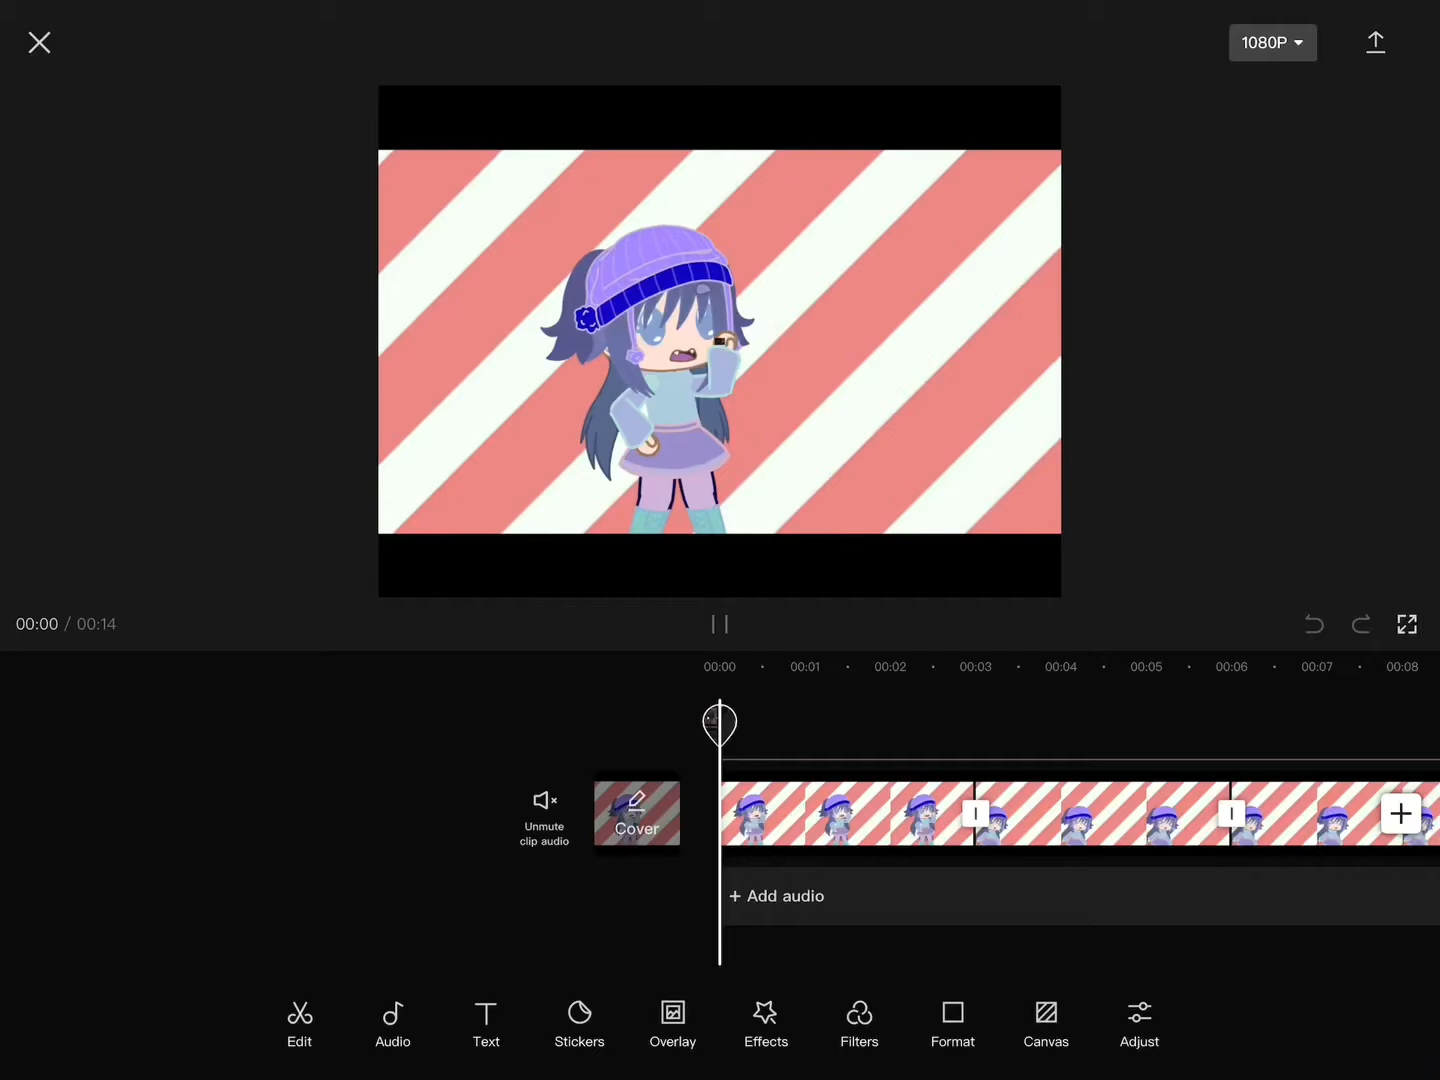 1080P
00:00 / 00:14
00:00 00:01 00:02 00:03 00:04 00:05 00:06 00:07 00:08
Unmute
clip audio
Cover
+ Add audio
Edit Audio Text Stickers Overlay Effects Filters Format Canvas Adjust